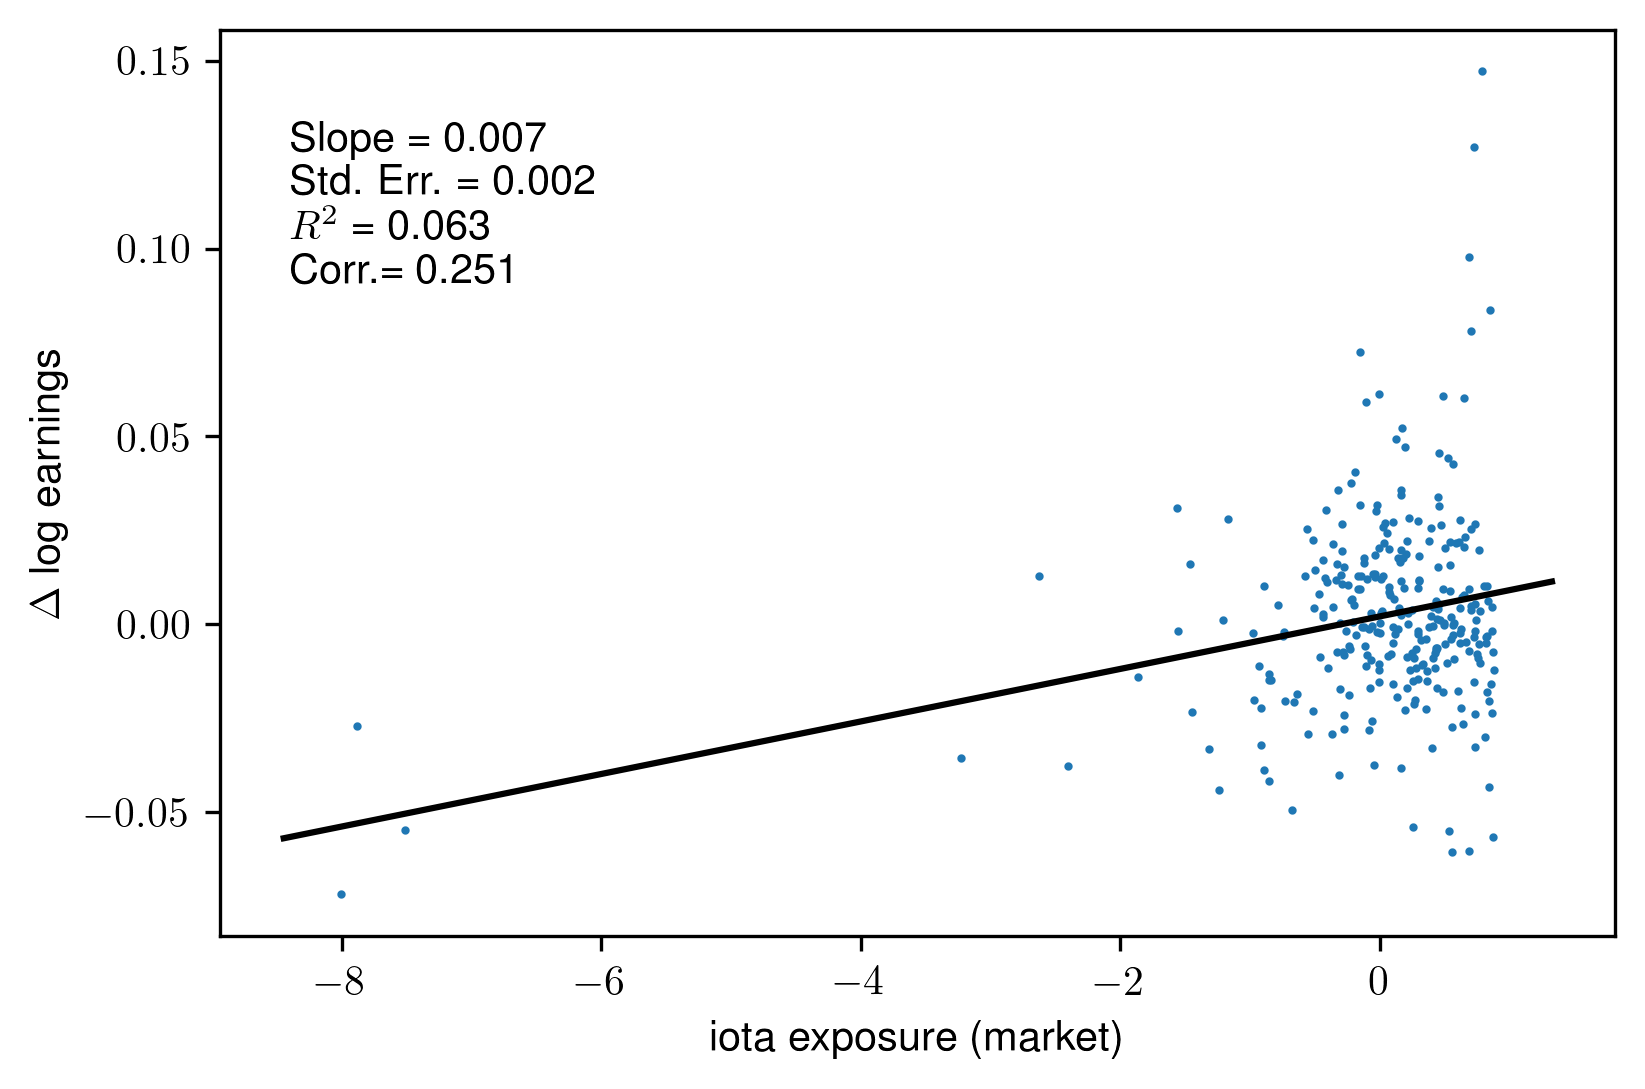 0.15
0.10
0.05
0.00
−0.05
Δ log earnings
Slope = 0.007
Std. Err. = 0.002
R² = 0.063
Corr.= 0.251
−8 −6 −4 −2 0
iota exposure (market)